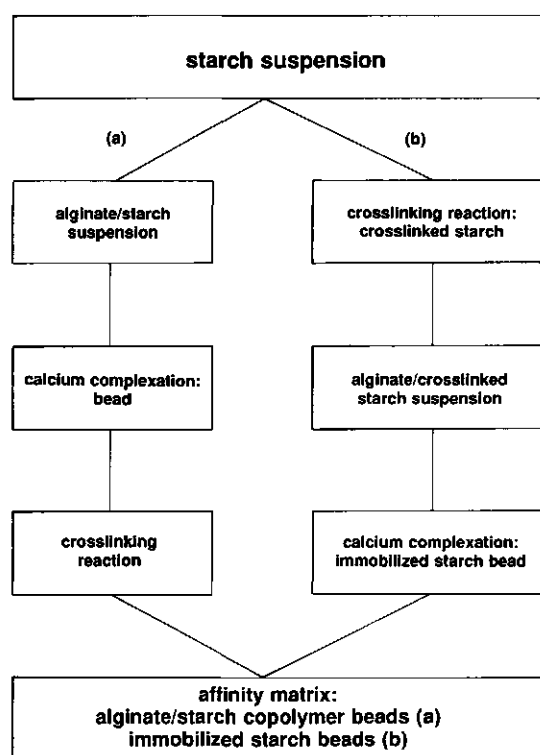 starch suspension
(a)
(b)
alginate/starch
suspension
crosslinking reaction:
crosslinked starch
calcium complexation:
bead
alginate/crosslinked
starch suspension
crosslinking
reaction
calcium complexation:
immobilized starch bead
affinity matrix:
alginate/starch copolymer beads (a)
immobilized starch beads (b)